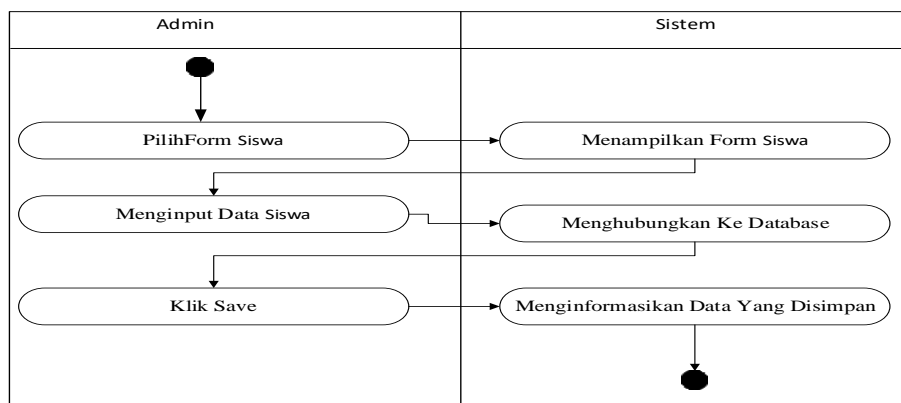 Admin
Sistem
PilihForm Siswa
Menampilkan Form Siswa
Menginput Data Siswa
Menghubungkan Ke Database
Klik Save
Menginformasikan Data Yang Disimpan